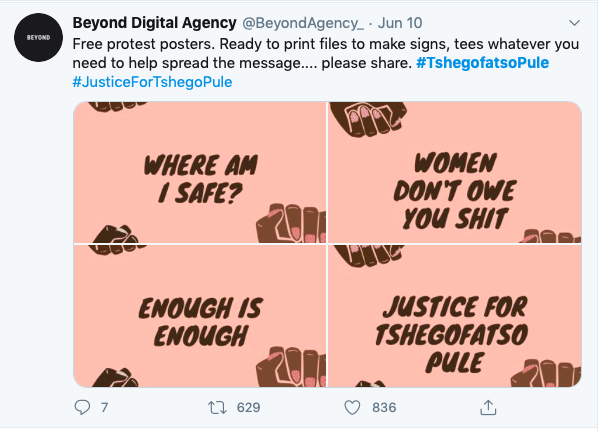 BEYOND
Beyond Digital Agency @BeyondAgency_ · Jun 10
Free protest posters. Ready to print files to make signs, tees whatever you
need to help spread the message.... please share. #TshegofatsoPule
#JusticeForTshegoPule
WHERE AM
I SAFE?
WOMEN
DON'T OWE
YOU SHIT
ENOUGH IS
ENOUGH
JUSTICE FOR
TSHEGOFATSO
PULE
7 629 836